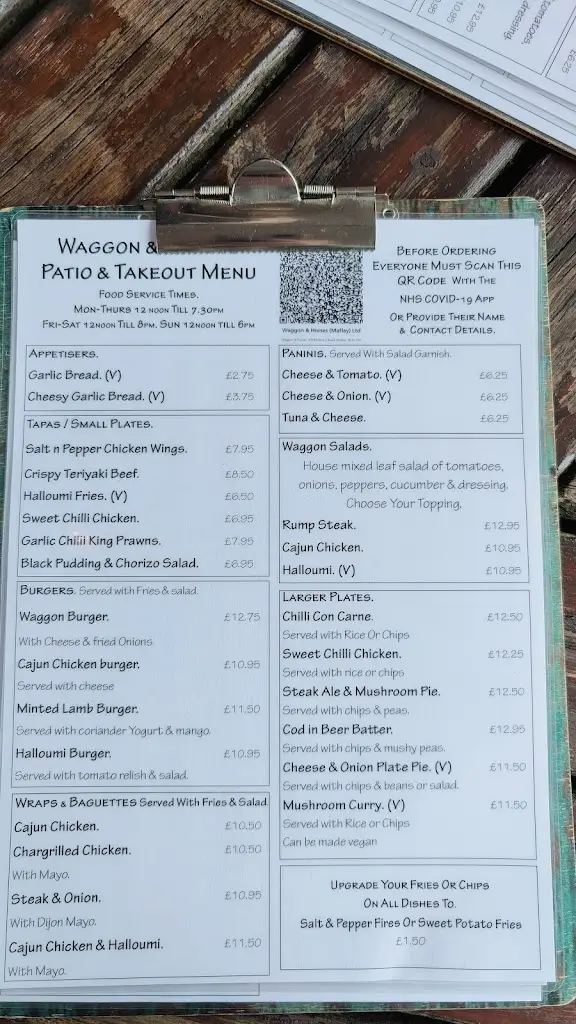 WAGGON &
PATIO & TAKEOUT MENU
FOOD SERVICE TIMES.
MON-THURS 12 NOON TILL 7.30PM
FRI-SAT 12NOON TILL 8PM. SUN 12NOON TILL 6PM
Waggon & Horses (Matley) Ltd
BEFORE ORDERING
EVERYONE MUST SCAN THIS
QR CODE WITH THE
NHS COVID-19 APP
OR PROVIDE THEIR NAME
& CONTACT DETAILS.
APPETISERS.
Garlic Bread. (V) £2.75
Cheesy Garlic Bread. (V) £3.75
TAPAS / SMALL PLATES.
Salt n Pepper Chicken Wings. £7.95
Crispy Teriyaki Beef. £8.50
Halloumi Fries. (V) £6.50
Sweet Chilli Chicken. £6.95
Garlic Chilli King Prawns. £7.95
Black Pudding & Chorizo Salad. £6.95
BURGERS. Served with Fries & salad.
Waggon Burger. £12.75
With Cheese & fried Onions
Cajun Chicken burger. £10.95
Served with cheese
Minted Lamb Burger. £11.50
Served with coriander Yogurt & mango.
Halloumi Burger. £10.95
Served with tomato relish & salad.
WRAPS & BAGUETTES Served With Fries & Salad
Cajun Chicken. £10.50
Chargrilled Chicken. £10.50
With Mayo.
Steak & Onion. £10.95
With Dijon Mayo.
Cajun Chicken & Halloumi. £11.50
With Mayo.
PANINIS. Served With Salad Garnish.
Cheese & Tomato. (V) £6.25
Cheese & Onion. (V) £6.25
Tuna & Cheese. £6.25
WAGGON SALADS.
House mixed leaf salad of tomatoes,
onions, peppers, cucumber & dressing.
Choose Your Topping.
Rump Steak. £12.95
Cajun Chicken. £10.95
Halloumi. (V) £10.95
LARGER PLATES.
Chilli Con Carne. £12.50
Served with Rice Or Chips
Sweet Chilli Chicken. £12.25
Served with rice or chips
Steak Ale & Mushroom Pie. £12.50
Served with chips & peas.
Cod in Beer Batter. £12.95
Served with chips & mushy peas.
Cheese & Onion Plate Pie. (V) £11.50
Served with chips & beans or salad.
Mushroom Curry. (V) £11.50
Served with Rice or Chips
Can be made vegan
UPGRADE YOUR FRIES OR CHIPS
ON ALL DISHES TO.
Salt & Pepper Fires Or Sweet Potato Fries
£1.50
tomatoes,
dressing.
£12.95
£10.95
£6.25